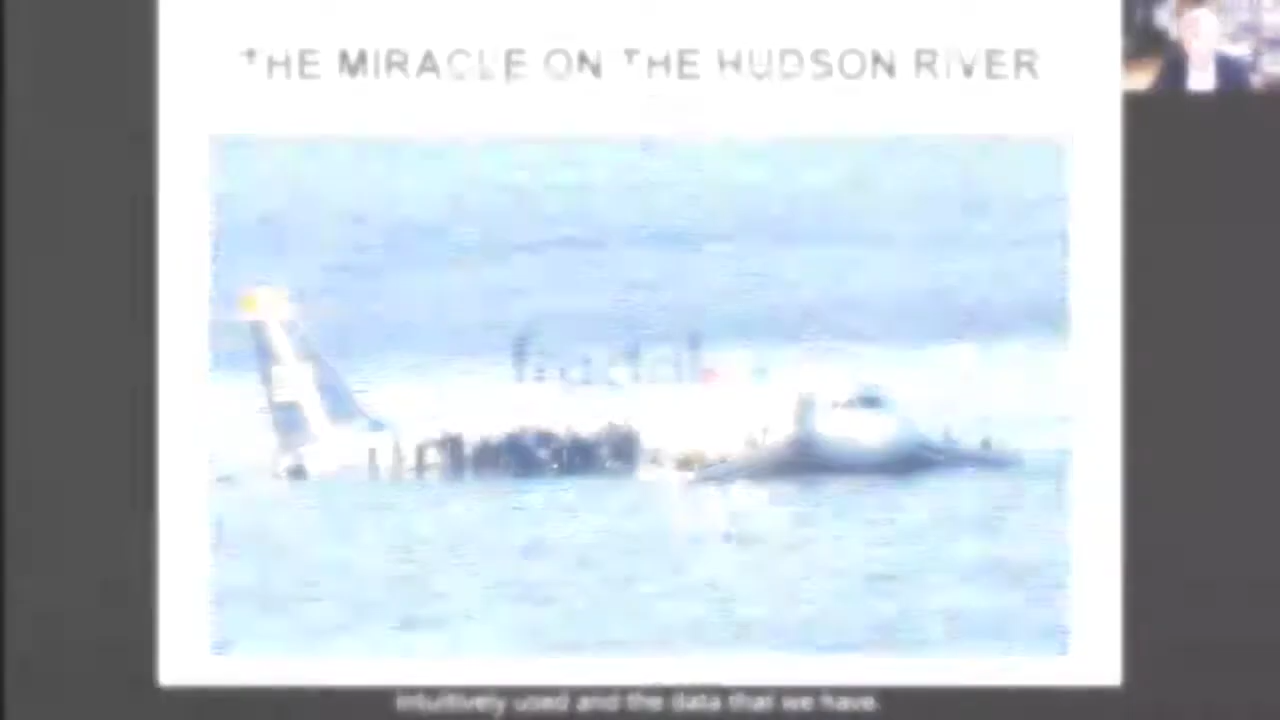 THE MIRACLE ON THE HUDSON RIVER
intuitively used and the data that we have.